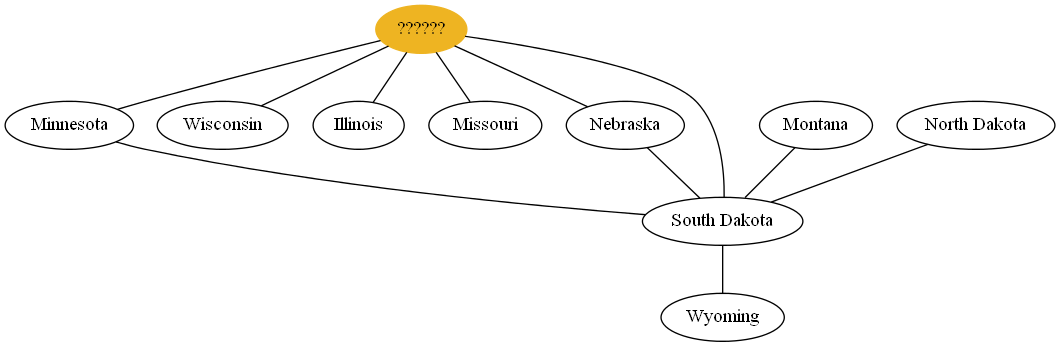 ??????
Minnesota
Wisconsin
Illinois
Missouri
Nebraska
Montana
North Dakota
South Dakota
Wyoming